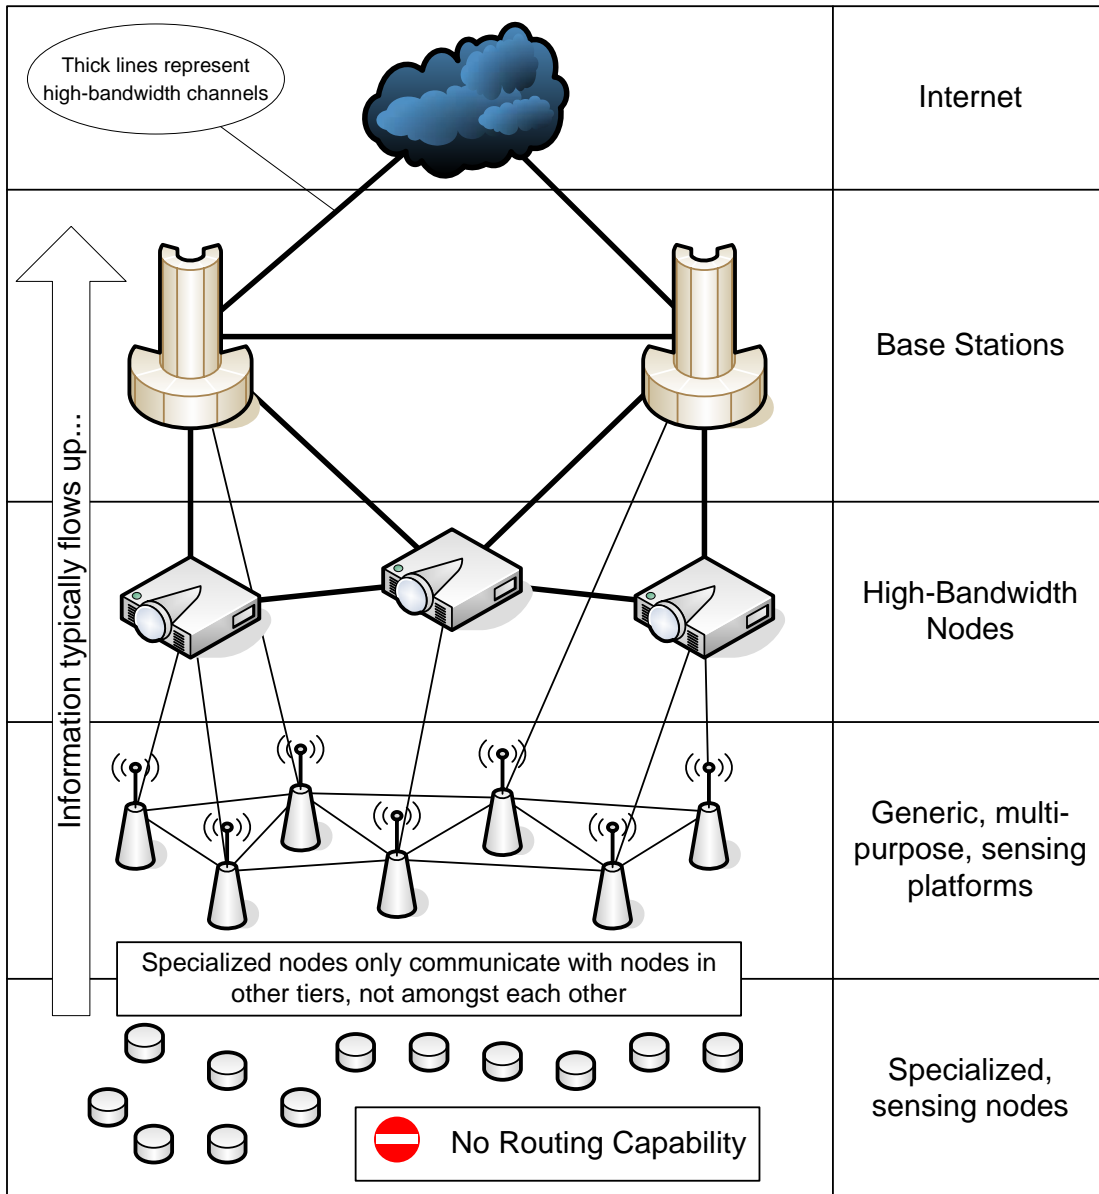 Thick lines represent
high-bandwidth channels
Internet
Base Stations
Information typically flows up...
High-Bandwidth
Nodes
Generic, multi-
purpose, sensing
platforms
Specialized nodes only communicate with nodes in
other tiers, not amongst each other
Specialized,
sensing nodes
No Routing Capability